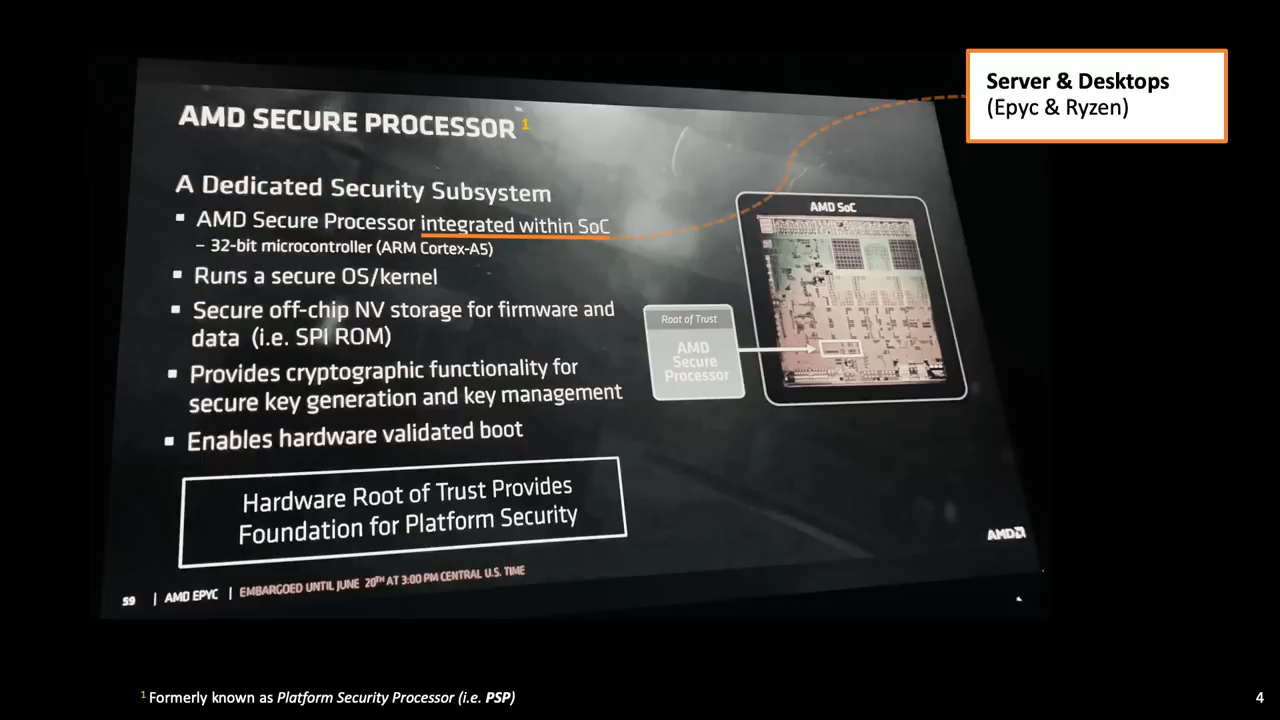 Server & Desktops
(Epyc & Ryzen)
AMD SECURE PROCESSOR 1
A Dedicated Security Subsystem
▪ AMD Secure Processor integrated within SoC
– 32-bit microcontroller (ARM Cortex-A5)
▪ Runs a secure OS/kernel
▪ Secure off-chip NV storage for firmware and
data (i.e. SPI ROM)
▪ Provides cryptographic functionality for
secure key generation and key management
▪ Enables hardware validated boot
Hardware Root of Trust Provides
Foundation for Platform Security
AMD SoC
Root of Trust
AMD
Secure
Processor
AMD
59 | AMD EPYC | EMBARGOED UNTIL JUNE 20TH AT 3:00 PM CENTRAL U.S. TIME
1 Formerly known as Platform Security Processor (i.e. PSP)
4